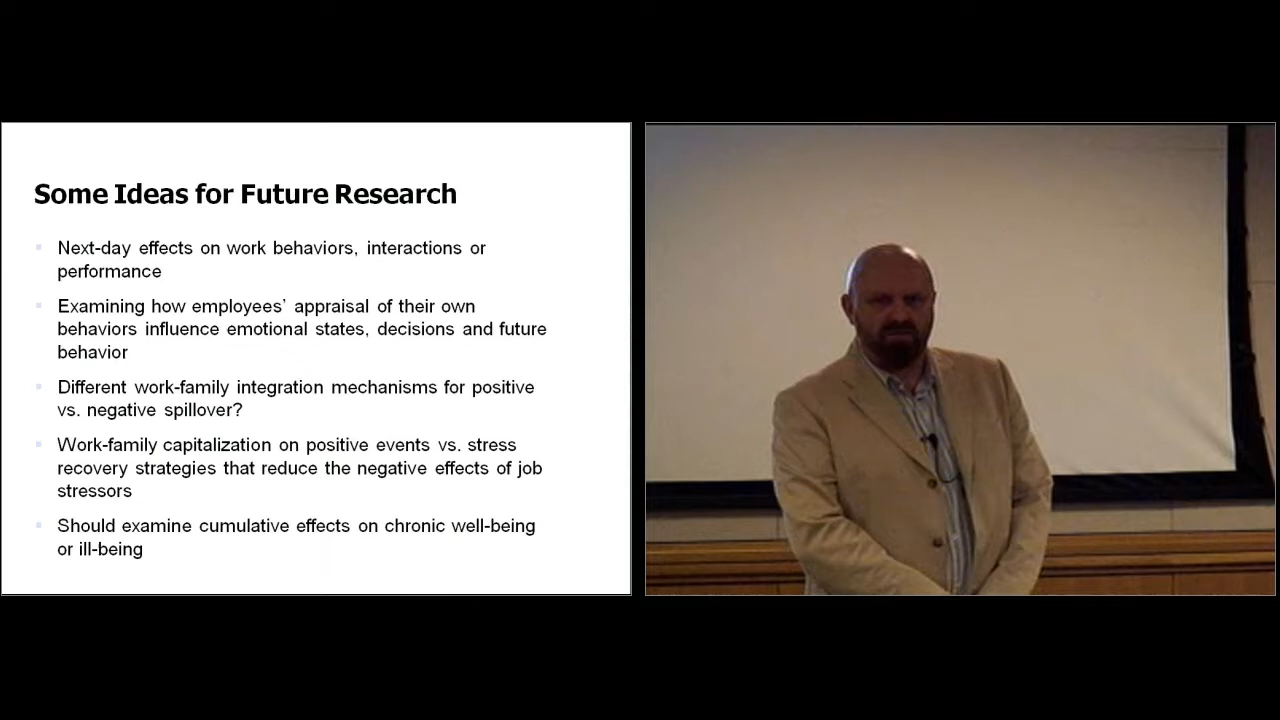 Some Ideas for Future Research
Next-day effects on work behaviors, interactions or
performance
Examining how employees’ appraisal of their own
behaviors influence emotional states, decisions and future
behavior
Different work-family integration mechanisms for positive
vs. negative spillover?
Work-family capitalization on positive events vs. stress
recovery strategies that reduce the negative effects of job
stressors
Should examine cumulative effects on chronic well-being
or ill-being